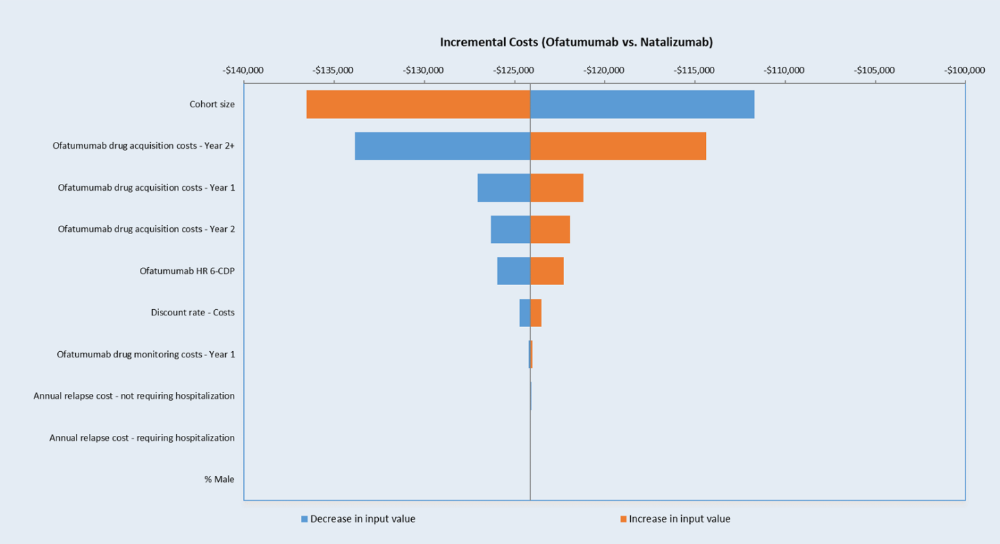 Incremental Costs (Ofatumumab vs. Natalizumab)
-$140,000 -$135,000 -$130,000 -$125,000 -$120,000 -$115,000 -$110,000 -$105,000 -$100,000
Cohort size
Ofatumumab drug acquisition costs - Year 2+
Ofatumumab drug acquisition costs - Year 1
Ofatumumab drug acquisition costs - Year 2
Ofatumumab HR 6-CDP
Discount rate - Costs
Ofatumumab drug monitoring costs - Year 1
Annual relapse cost - not requiring hospitalization
Annual relapse cost - requiring hospitalization
% Male
Decrease in input value Increase in input value